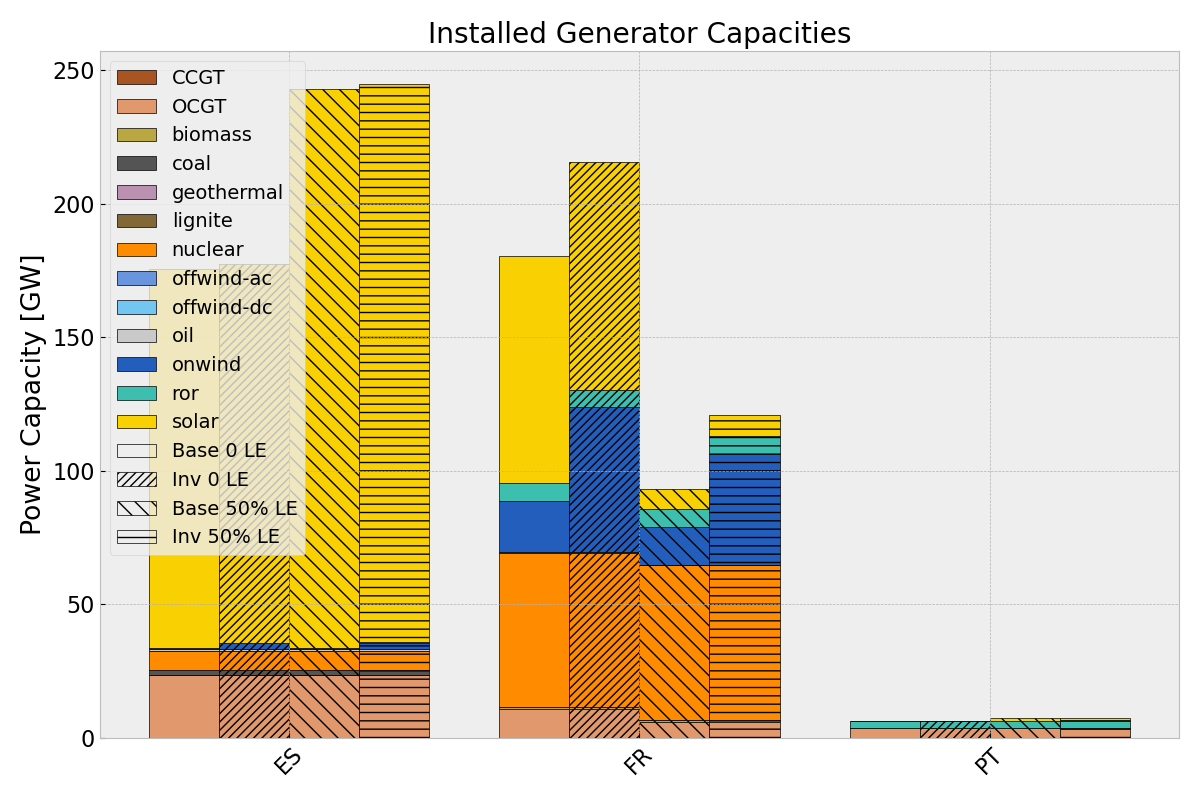 Installed Generator Capacities
Power Capacity [GW]
250
200
150
100
50
0
CCGT
OCGT
biomass
coal
geothermal
lignite
nuclear
offwind-ac
offwind-dc
oil
onwind
ror
solar
Base 0 LE
Inv 0 LE
Base 50% LE
Inv 50% LE
ES
FR
PT